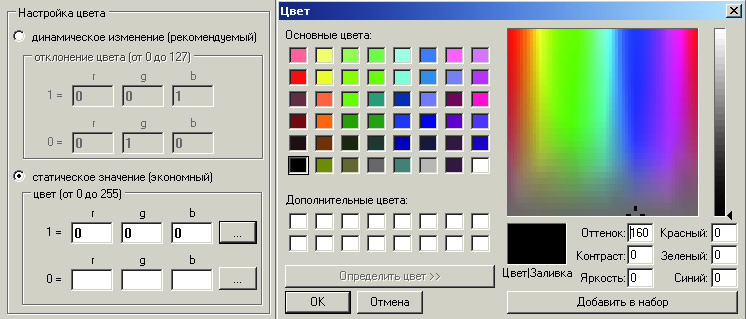 Настройка цвета
динамическое изменение (рекомендуемый)
отклонение цвета (от 0 до 127)
r g b
1 = 0 0 1
r g b
0 = 0 1 0
статическое значение (экономный)
цвет (от 0 до 255)
r g b
1 = 0 0 0 ...
r g b
0 = ...
Цвет
Основные цвета:
Дополнительные цвета:
Определить цвет >>
OK Отмена
Цвет|Заливка
Оттенок: 160 Красный: 0
Контраст: 0 Зеленый: 0
Яркость: 0 Синий: 0
Добавить в набор